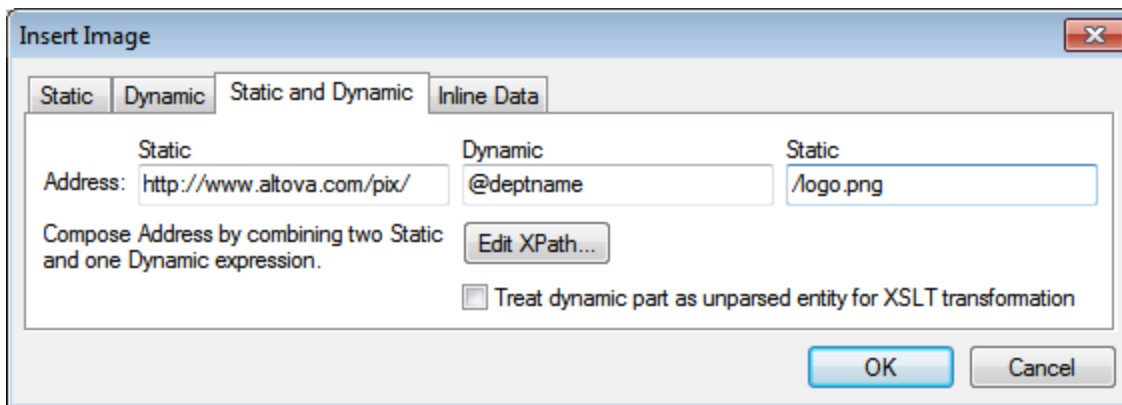 Insert Image
Static Dynamic Static and Dynamic Inline Data
Static Dynamic Static
Address: http://www.altova.com/pix/ @deptname /logo.png
Compose Address by combining two Static
and one Dynamic expression.
Edit XPath...
Treat dynamic part as unparsed entity for XSLT transformation
OK Cancel